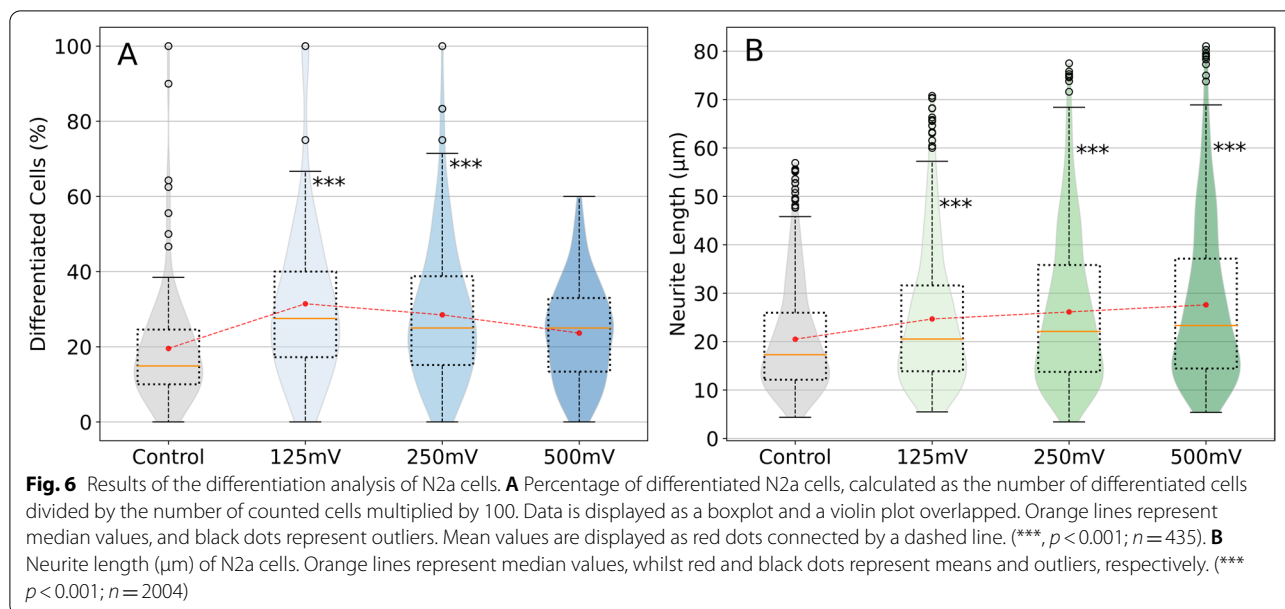 A
Differentiated Cells (%)
100
80
60
40
20
0
***
***
Control
125mV
250mV
500mV
B
Neurite Length (μm)
80
70
60
50
40
30
20
10
0
***
***
***
Control
125mV
250mV
500mV
Fig. 6 Results of the differentiation analysis of N2a cells. A Percentage of differentiated N2a cells, calculated as the number of differentiated cells
divided by the number of counted cells multiplied by 100. Data is displayed as a boxplot and a violin plot overlapped. Orange lines represent
median values, and black dots represent outliers. Mean values are displayed as red dots connected by a dashed line. (***, p < 0.001; n = 435). B
Neurite length (μm) of N2a cells. Orange lines represent median values, whilst red and black dots represent means and outliers, respectively. (***
p < 0.001; n = 2004)